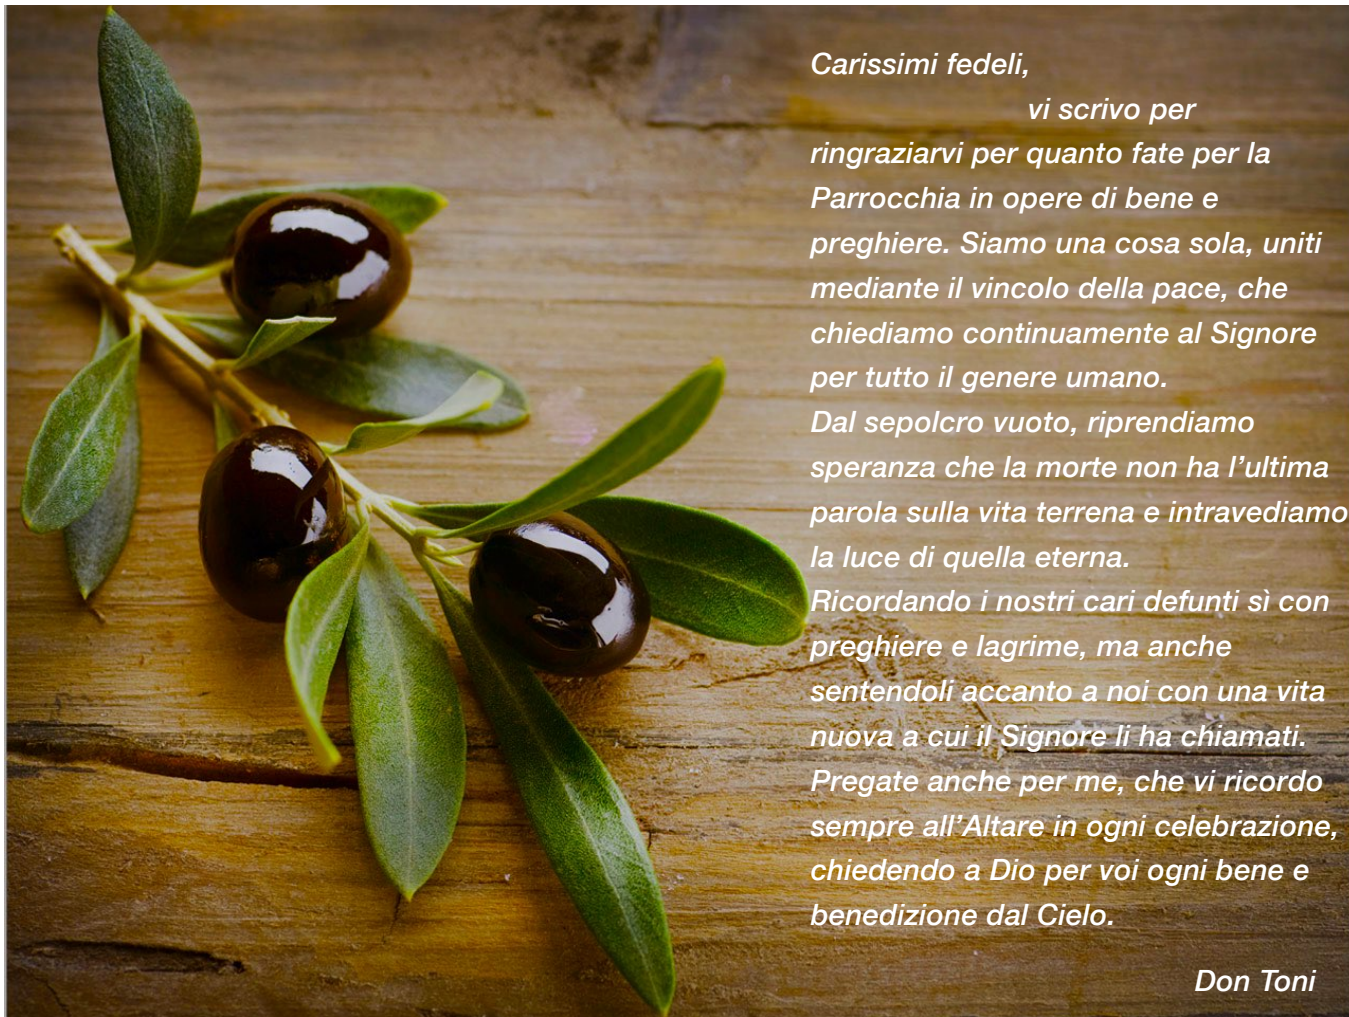 Carissimi fedeli,
vi scrivo per
ringraziarvi per quanto fate per la
Parrocchia in opere di bene e
preghiere. Siamo una cosa sola, uniti
mediante il vincolo della pace, che
chiediamo continuamente al Signore
per tutto il genere umano.
Dal sepolcro vuoto, riprendiamo
speranza che la morte non ha l’ultima
parola sulla vita terrena e intravediamo
la luce di quella eterna.
Ricordando i nostri cari defunti sì con
preghiere e lagrime, ma anche
sentendoli accanto a noi con una vita
nuova a cui il Signore li ha chiamati.
Pregate anche per me, che vi ricordo
sempre all’Altare in ogni celebrazione,
chiedendo a Dio per voi ogni bene e
benedizione dal Cielo.
Don Toni